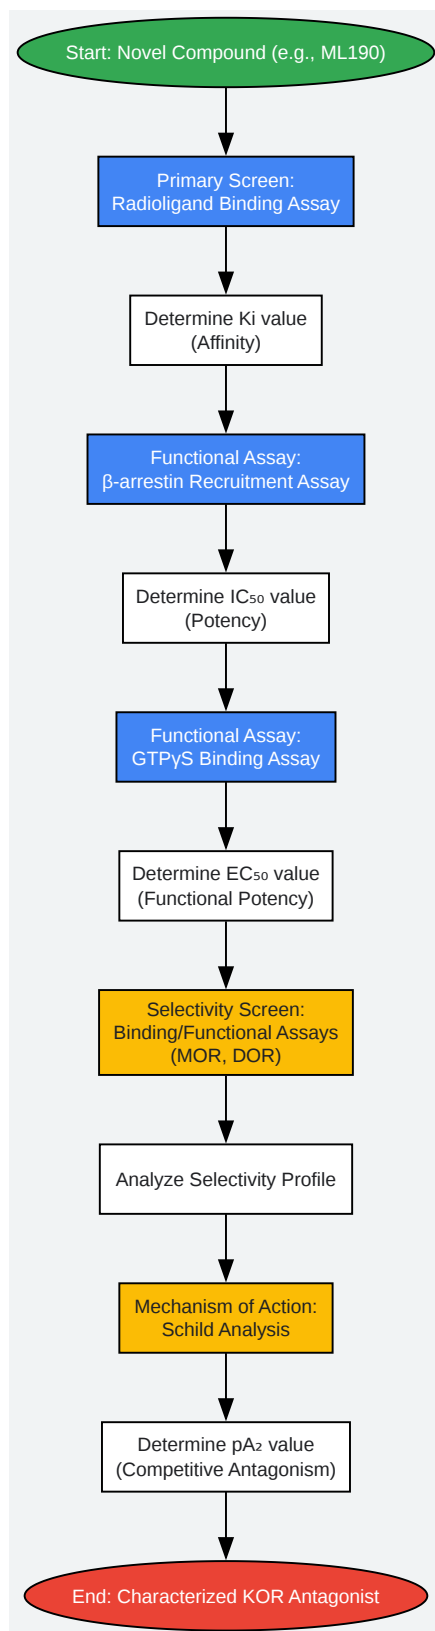 Start: Novel Compound (e.g., ML190)
Primary Screen:
Radioligand Binding Assay
Determine Ki value
(Affinity)
Functional Assay:
β-arrestin Recruitment Assay
Determine IC₅₀ value
(Potency)
Functional Assay:
GTPγS Binding Assay
Determine EC₅₀ value
(Functional Potency)
Selectivity Screen:
Binding/Functional Assays
(MOR, DOR)
Analyze Selectivity Profile
Mechanism of Action:
Schild Analysis
Determine pA₂ value
(Competitive Antagonism)
End: Characterized KOR Antagonist